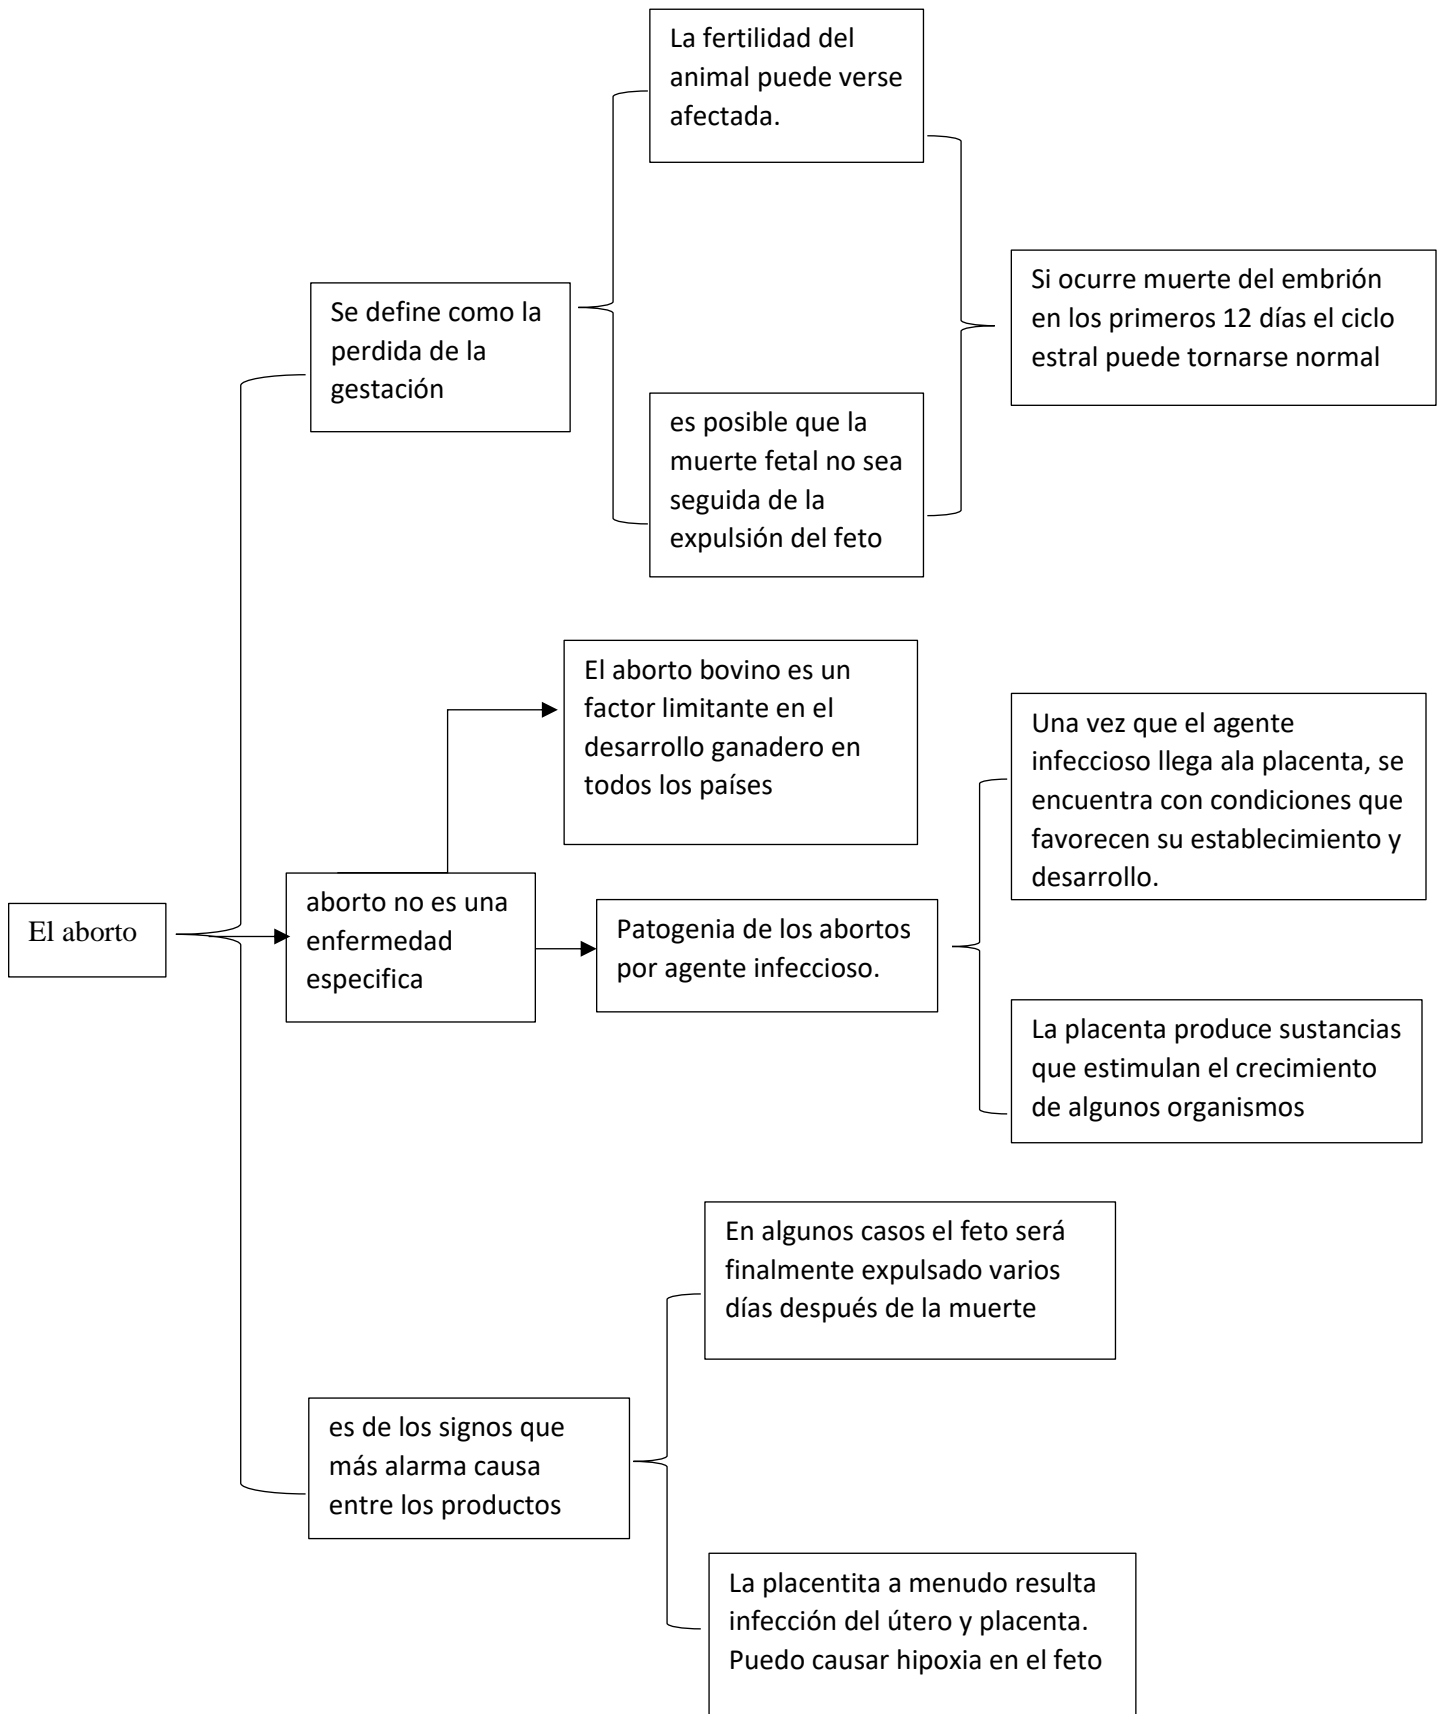 La fertilidad del
animal puede verse
afectada.
Se define como la
perdida de la
gestación
Si ocurre muerte del embrión
en los primeros 12 días el ciclo
estral puede tornarse normal
es posible que la
muerte fetal no sea
seguida de la
expulsión del feto
El aborto bovino es un
factor limitante en el
desarrollo ganadero en
todos los países
Una vez que el agente
infeccioso llega ala placenta, se
encuentra con condiciones que
favorecen su establecimiento y
desarrollo.
El aborto
aborto no es una
enfermedad
especifica
Patogenia de los abortos
por agente infeccioso.
La placenta produce sustancias
que estimulan el crecimiento
de algunos organismos
En algunos casos el feto será
finalmente expulsado varios
días después de la muerte
es de los signos que
más alarma causa
entre los productos
La placentita a menudo resulta
infección del útero y placenta.
Puedo causar hipoxia en el feto